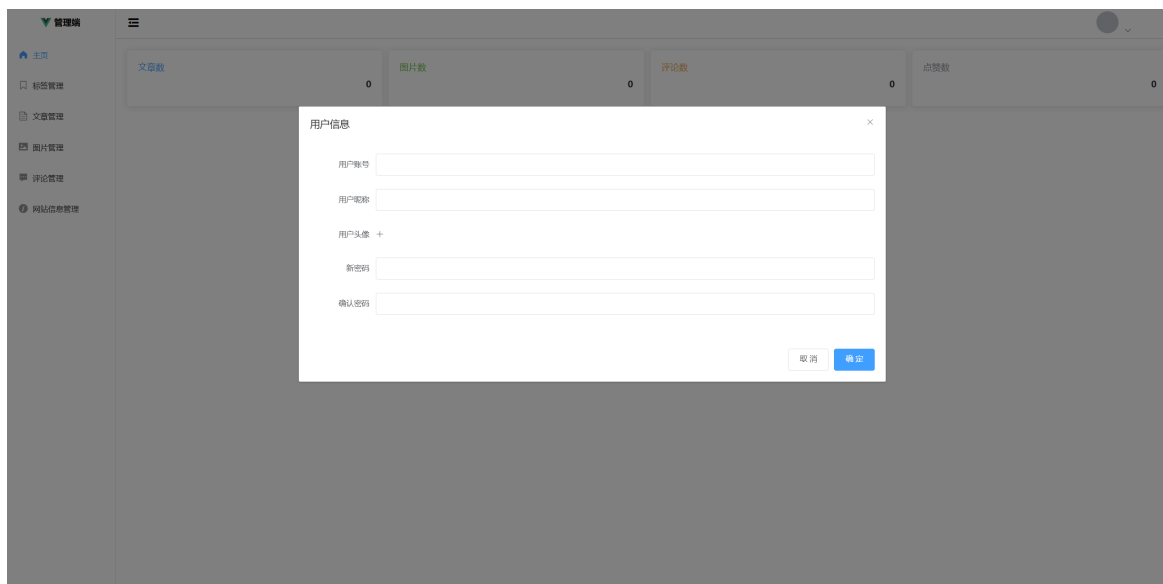 管理端
主页
标签管理
文章管理
图片管理
评论管理
网站信息管理
文章数
0
图片数
0
评论数
0
点赞数
0
用户信息
用户账号
用户昵称
用户头像 +
新密码
确认密码
取消 确定